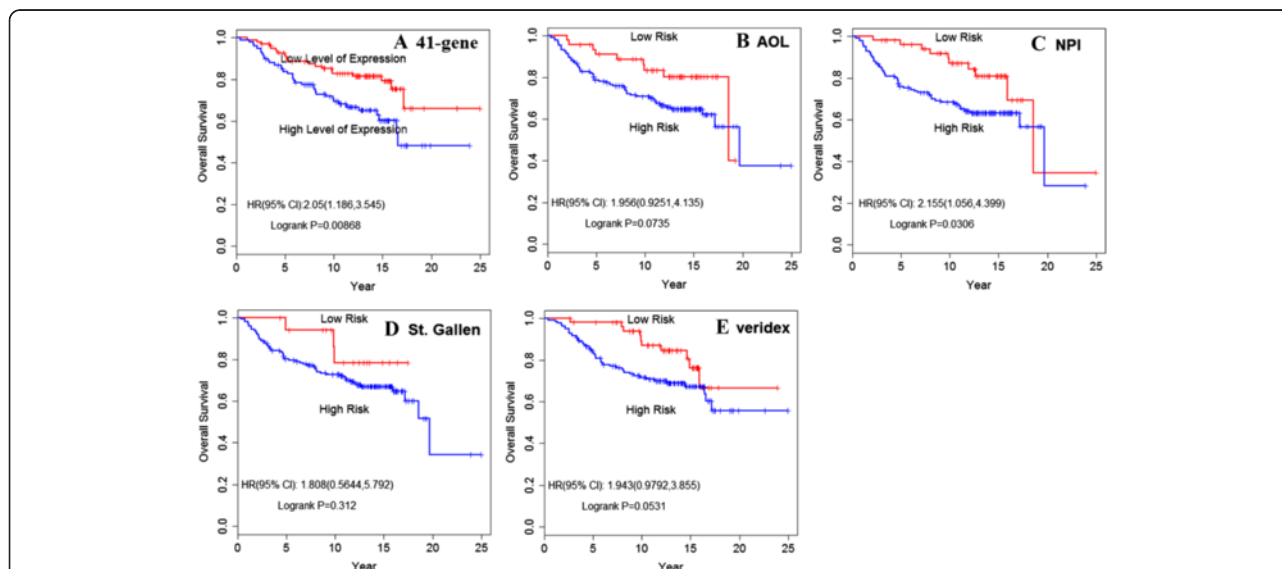 A 41-gene
Low Level of Expression
High Level of Expression
HR(95% CI):2.05(1.186,3.545)
Logrank P=0.00868
Overall Survival
1.0
0.8
0.6
0.4
0.2
0.0
0 5 10 15 20 25
Year
B AOL
Low Risk
High Risk
HR(95% CI): 1.956(0.9251,4.135)
Logrank P=0.0735
Overall Survival
1.0
0.8
0.6
0.4
0.2
0.0
0 5 10 15 20 25
Year
C NPI
Low Risk
High Risk
HR(95% CI): 2.155(1.056,4.399)
Logrank P=0.0306
Overall Survival
1.0
0.8
0.6
0.4
0.2
0.0
0 5 10 15 20 25
Year
D St. Gallen
Low Risk
High Risk
HR(95% CI): 1.808(0.5644,5.792)
Logrank P=0.312
Overall Survival
1.0
0.8
0.6
0.4
0.2
0.0
0 5 10 15 20 25
Year
E veridex
Low Risk
High Risk
HR(95% CI): 1.943(0.9792,3.855)
Logrank P=0.0531
Overall Survival
1.0
0.8
0.6
0.4
0.2
0.0
0 5 10 15 20 25
Year